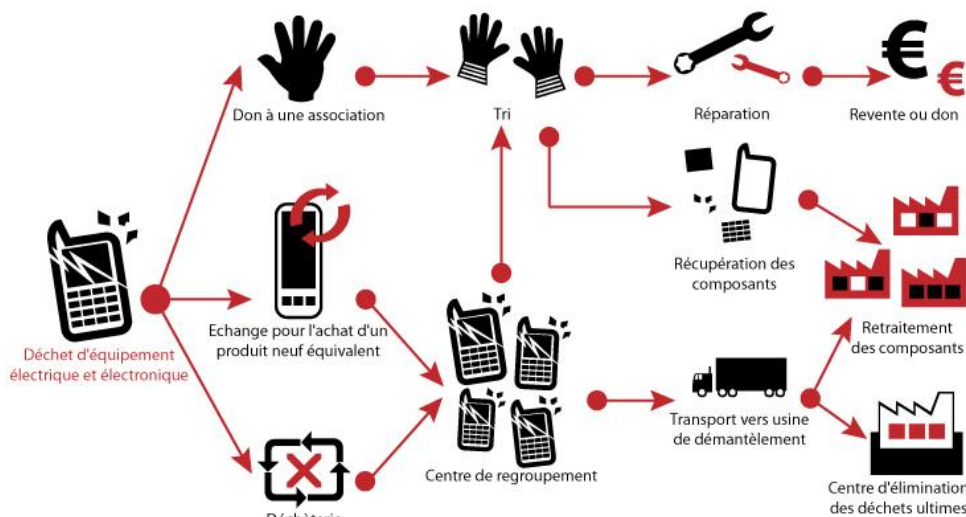 Don à une association
Tri
Réparation
Revente ou don
€
€
Déchet d'équipement
électrique et électronique
Echange pour l'achat d'un
produit neuf équivalent
Récupération des
composants
Retraitement
des composants
Centre de regroupement
Transport vers usine
de démantèlement
Déchèterie
Centre d'élimination
des déchets ultimes